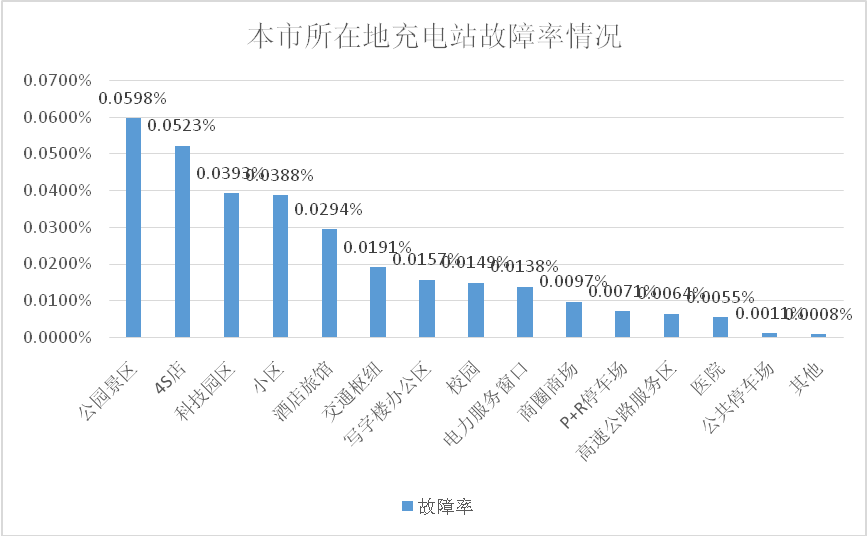 本市所在地充电站故障率情况
0.0700%
0.0600%
0.0500%
0.0400%
0.0300%
0.0200%
0.0100%
0.0000%
0.0598%
0.0523%
0.0393%
0.0388%
0.0294%
0.0191%
0.0157%
0.0149%
0.0138%
0.0097%
0.0071%
0.0064%
0.0055%
0.0011%
0.0008%
公园景区
4S店
科技园区
小区
酒店旅馆
交通枢纽
写字楼办公区
校园
电力服务窗口
商圈商场
P+R停车场
高速公路服务区
医院
公共停车场
其他
故障率